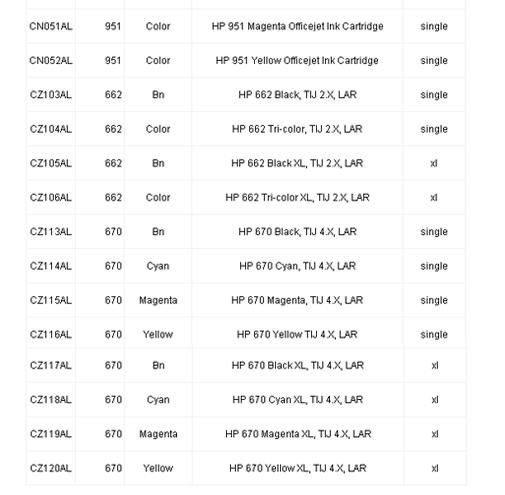 CN051AL 951 Color HP 951 Magenta Officejet Ink Cartridge single
CN052AL 951 Color HP 951 Yellow Officejet Ink Cartridge single
CZ103AL 662 Bn HP 662 Black, TIJ 2.X, LAR single
CZ104AL 662 Color HP 662 Tri-color, TIJ 2.X, LAR single
CZ105AL 662 Bn HP 662 Black XL, TIJ 2.X, LAR xl
CZ106AL 662 Color HP 662 Tri-color XL, TIJ 2.X, LAR xl
CZ113AL 670 Bn HP 670 Black, TIJ 4.X, LAR single
CZ114AL 670 Cyan HP 670 Cyan, TIJ 4.X, LAR single
CZ115AL 670 Magenta HP 670 Magenta, TIJ 4.X, LAR single
CZ116AL 670 Yellow HP 670 Yellow TIJ 4.X, LAR single
CZ117AL 670 Bn HP 670 Black XL, TIJ 4.X, LAR xl
CZ118AL 670 Cyan HP 670 Cyan XL, TIJ 4.X, LAR xl
CZ119AL 670 Magenta HP 670 Magenta XL, TIJ 4.X, LAR xl
CZ120AL 670 Yellow HP 670 Yellow XL, TIJ 4.X, LAR xl